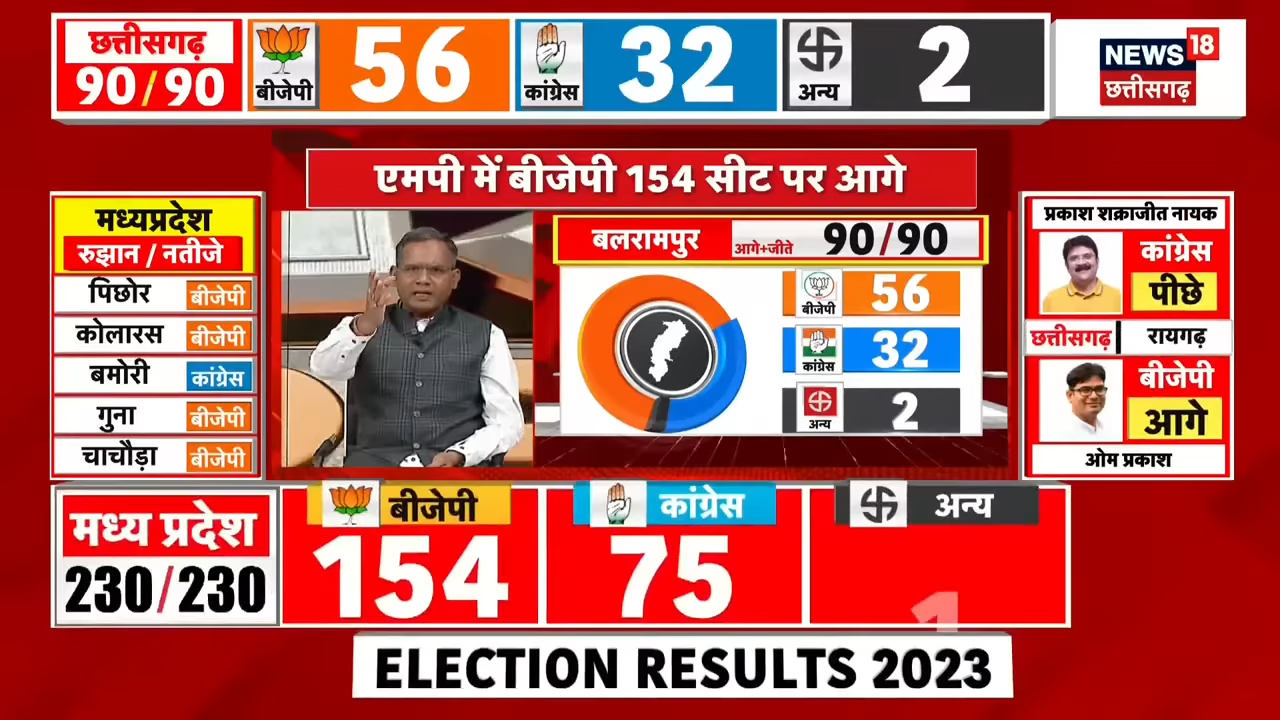 छत्तीसगढ़
90/90
बीजेपी
56
कांग्रेस
32
अन्य
2
NEWS 18
छत्तीसगढ़
एमपी में बीजेपी 154 सीट पर आगे
मध्यप्रदेश
रुझान / नतीजे
पिछोर बीजेपी
कोलारस बीजेपी
बमोरी कांग्रेस
गुना बीजेपी
चाचौड़ा बीजेपी
बलरामपुर आगे+जीते 90/90
बीजेपी 56
कांग्रेस 32
अन्य 2
प्रकाश शक्राजीत नायक
कांग्रेस
पीछे
छत्तीसगढ़ रायगढ़
बीजेपी
आगे
ओम प्रकाश
मध्य प्रदेश
230/230
बीजेपी
154
कांग्रेस
75
अन्य
1
ELECTION RESULTS 2023